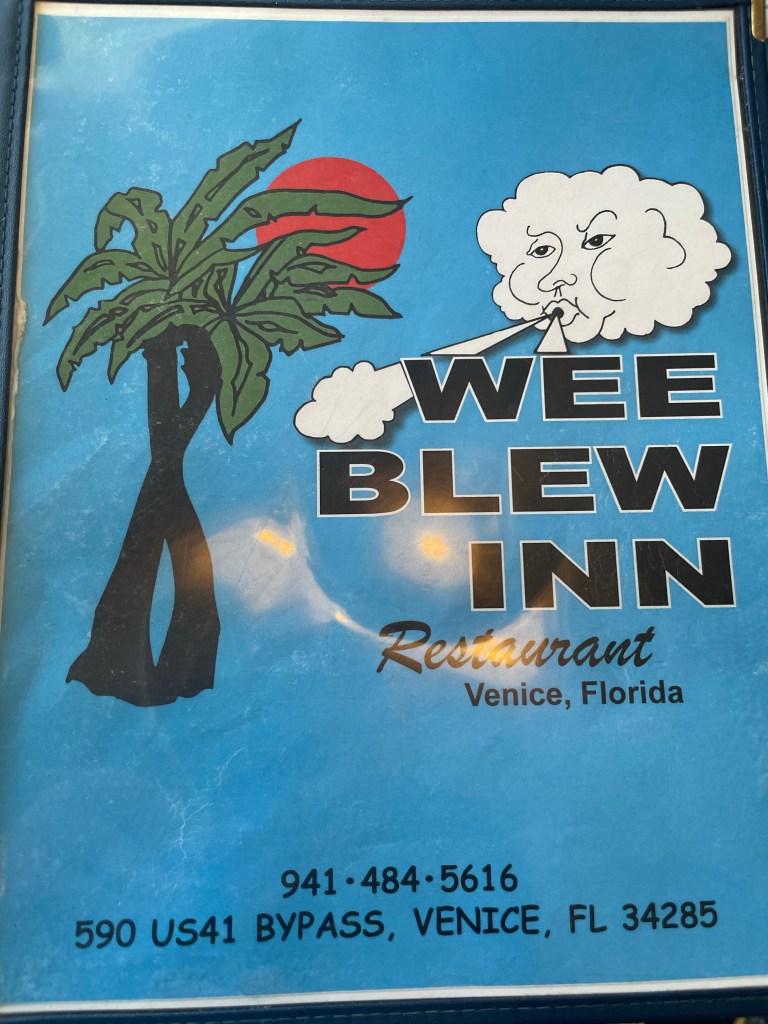 WEE
BLEW
INN
Restaurant
Venice, Florida
941·484·5616
590 US41 BYPASS, VENICE, FL 34285